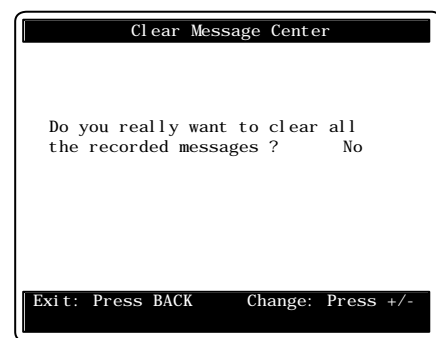 Clear Message Center
Do you really want to clear all
the recorded messages ? No
Exit: Press BACK Change: Press +/-